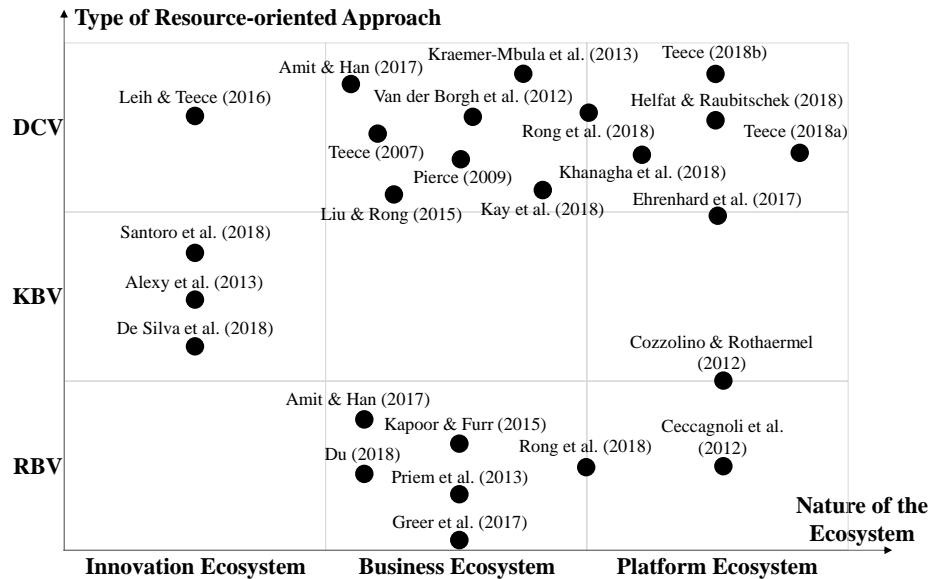 Type of Resource-oriented Approach
Kraemer-Mbula et al. (2013)
Teece (2018b)
Amit & Han (2017)
Leih & Teece (2016)
Van der Borgh et al. (2012)
Helfat & Raubitschek (2018)
DCV
Rong et al. (2018)
Teece (2018a)
Teece (2007)
Pierce (2009)
Khanagha et al. (2018)
Liu & Rong (2015)
Kay et al. (2018)
Ehrenhard et al. (2017)
Santoro et al. (2018)
Alexy et al. (2013)
KBV
De Silva et al. (2018)
Cozzolino & Rothaermel
(2012)
Amit & Han (2017)
Kapoor & Furr (2015)
Ceccagnoli et al.
(2012)
Du (2018)
Rong et al. (2018)
RBV
Priem et al. (2013)
Greer et al. (2017)
Nature of the
Ecosystem
Innovation Ecosystem
Business Ecosystem
Platform Ecosystem